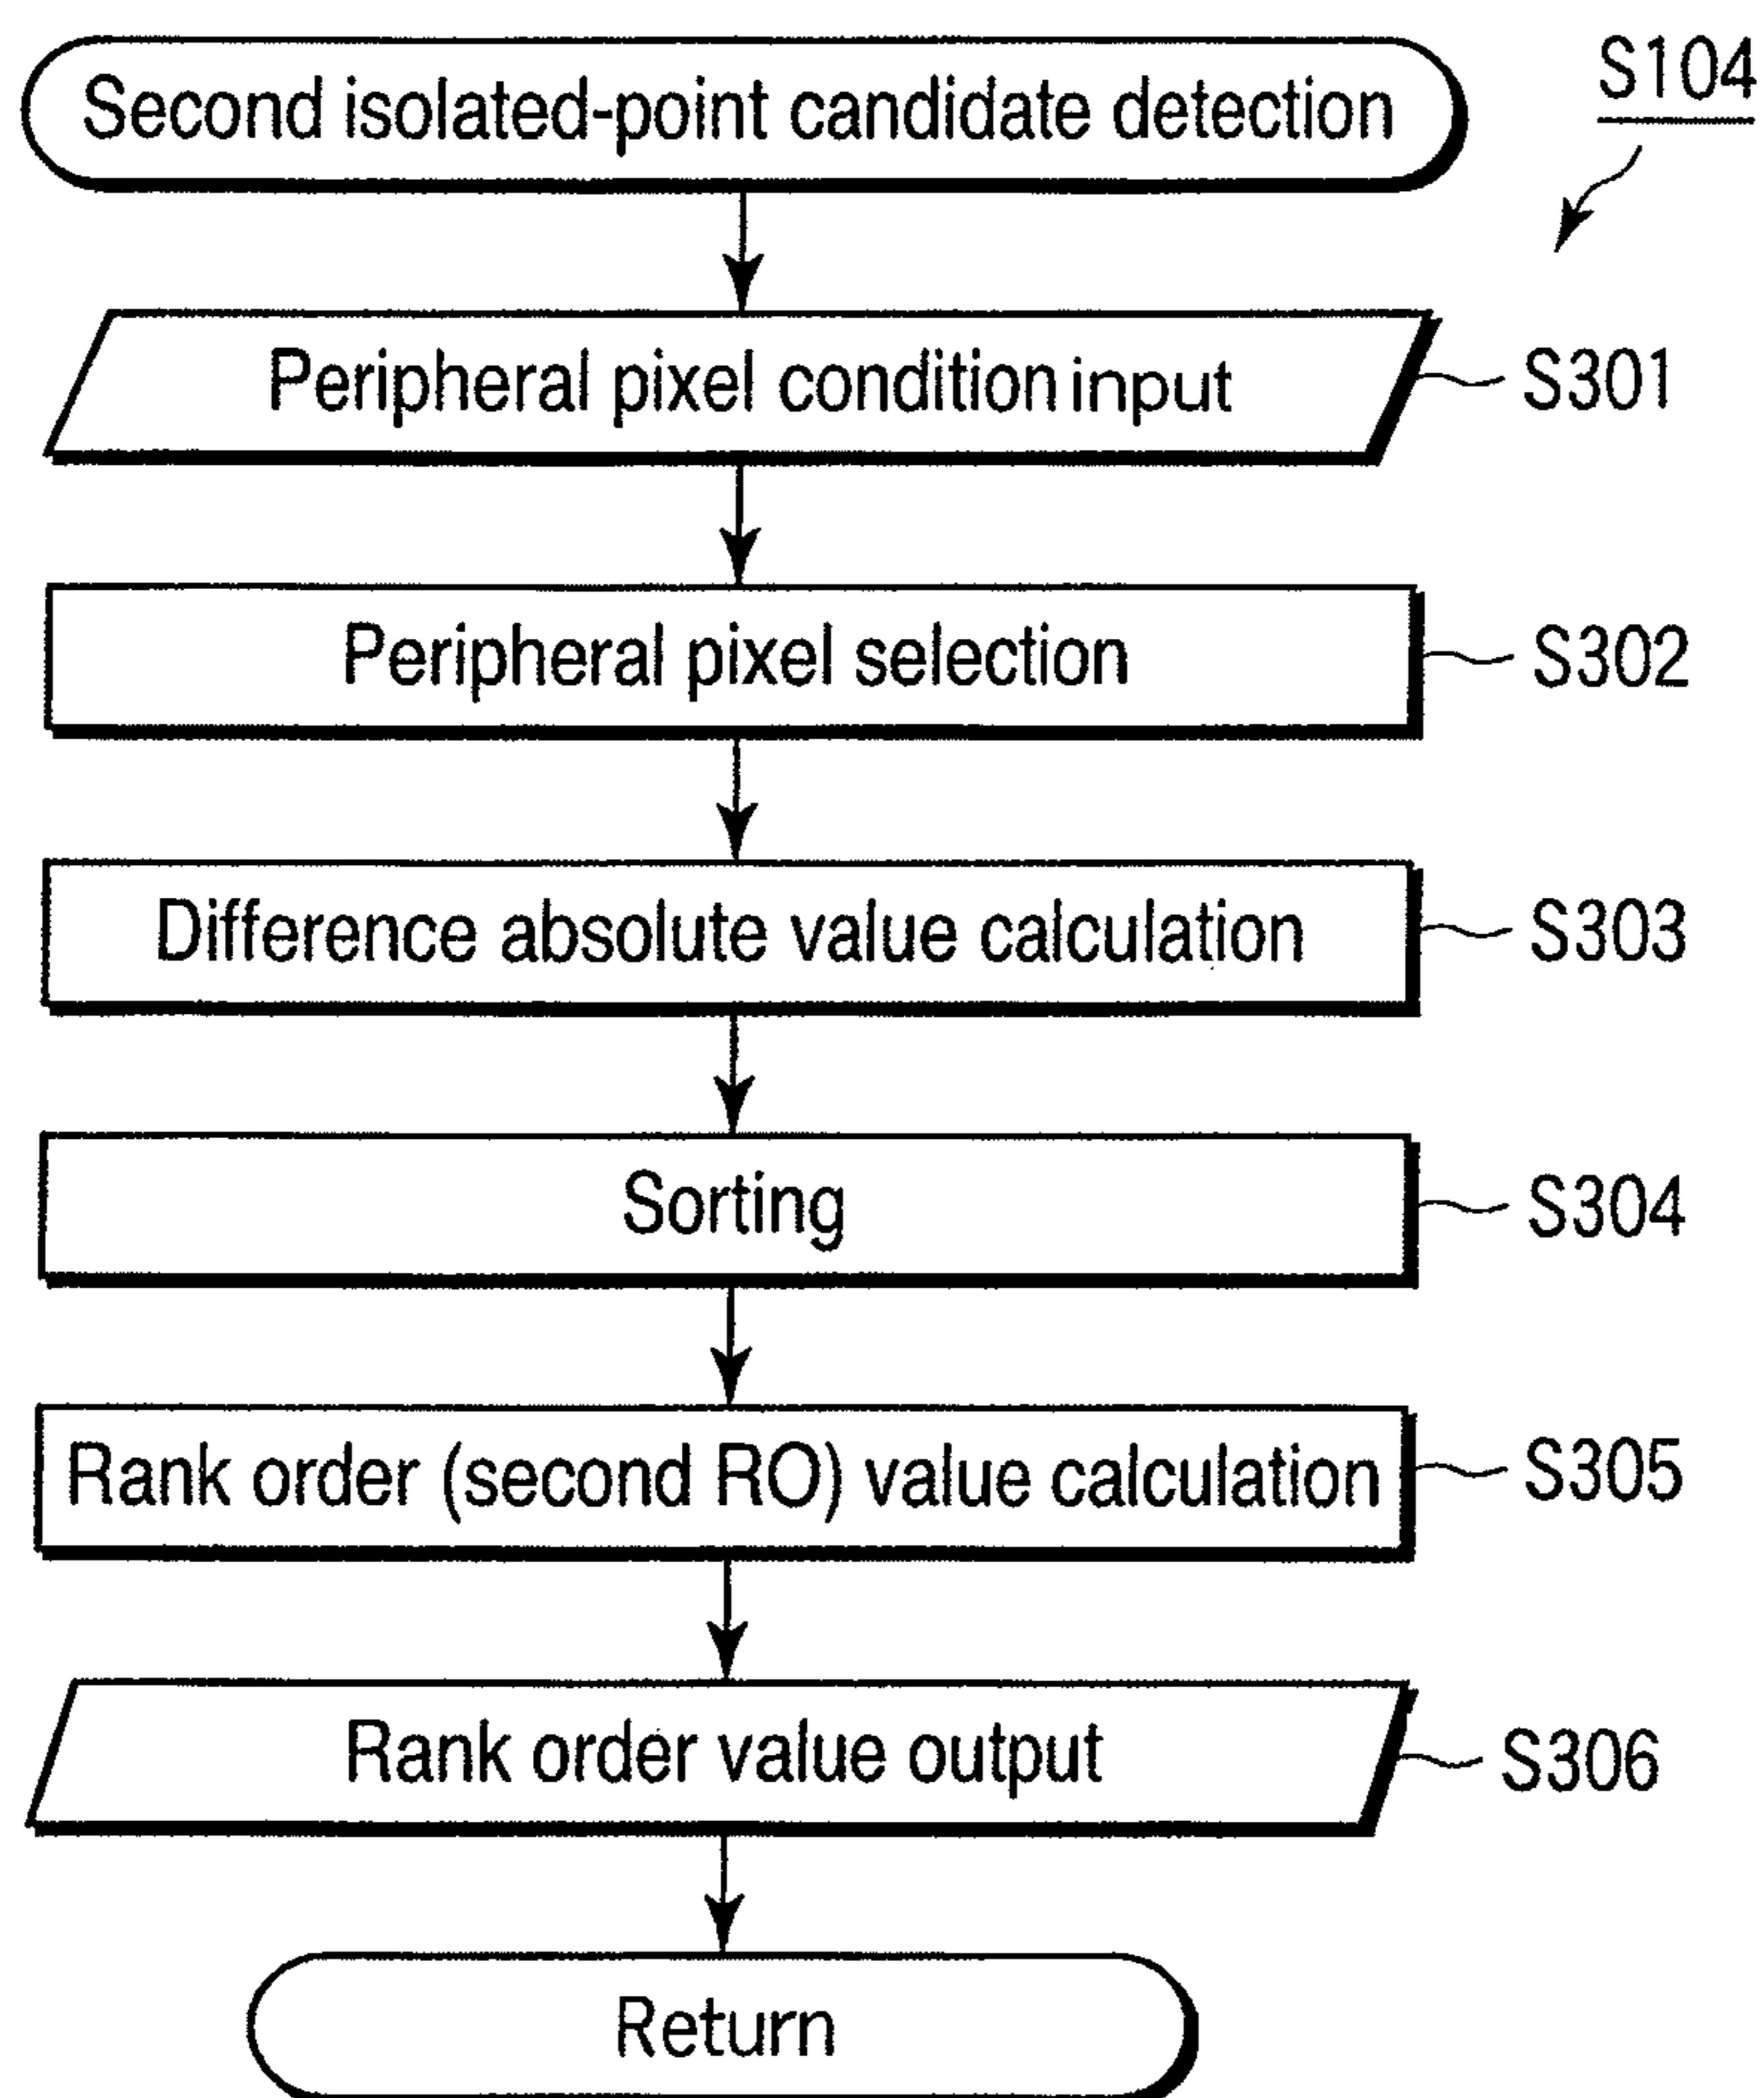 Second isolated-point candidate detection
S104
Peripheral pixel condition input
S301
Peripheral pixel selection
S302
Difference absolute value calculation
S303
Sorting
S304
Rank order (second RO) value calculation
S305
Rank order value output
S306
Return